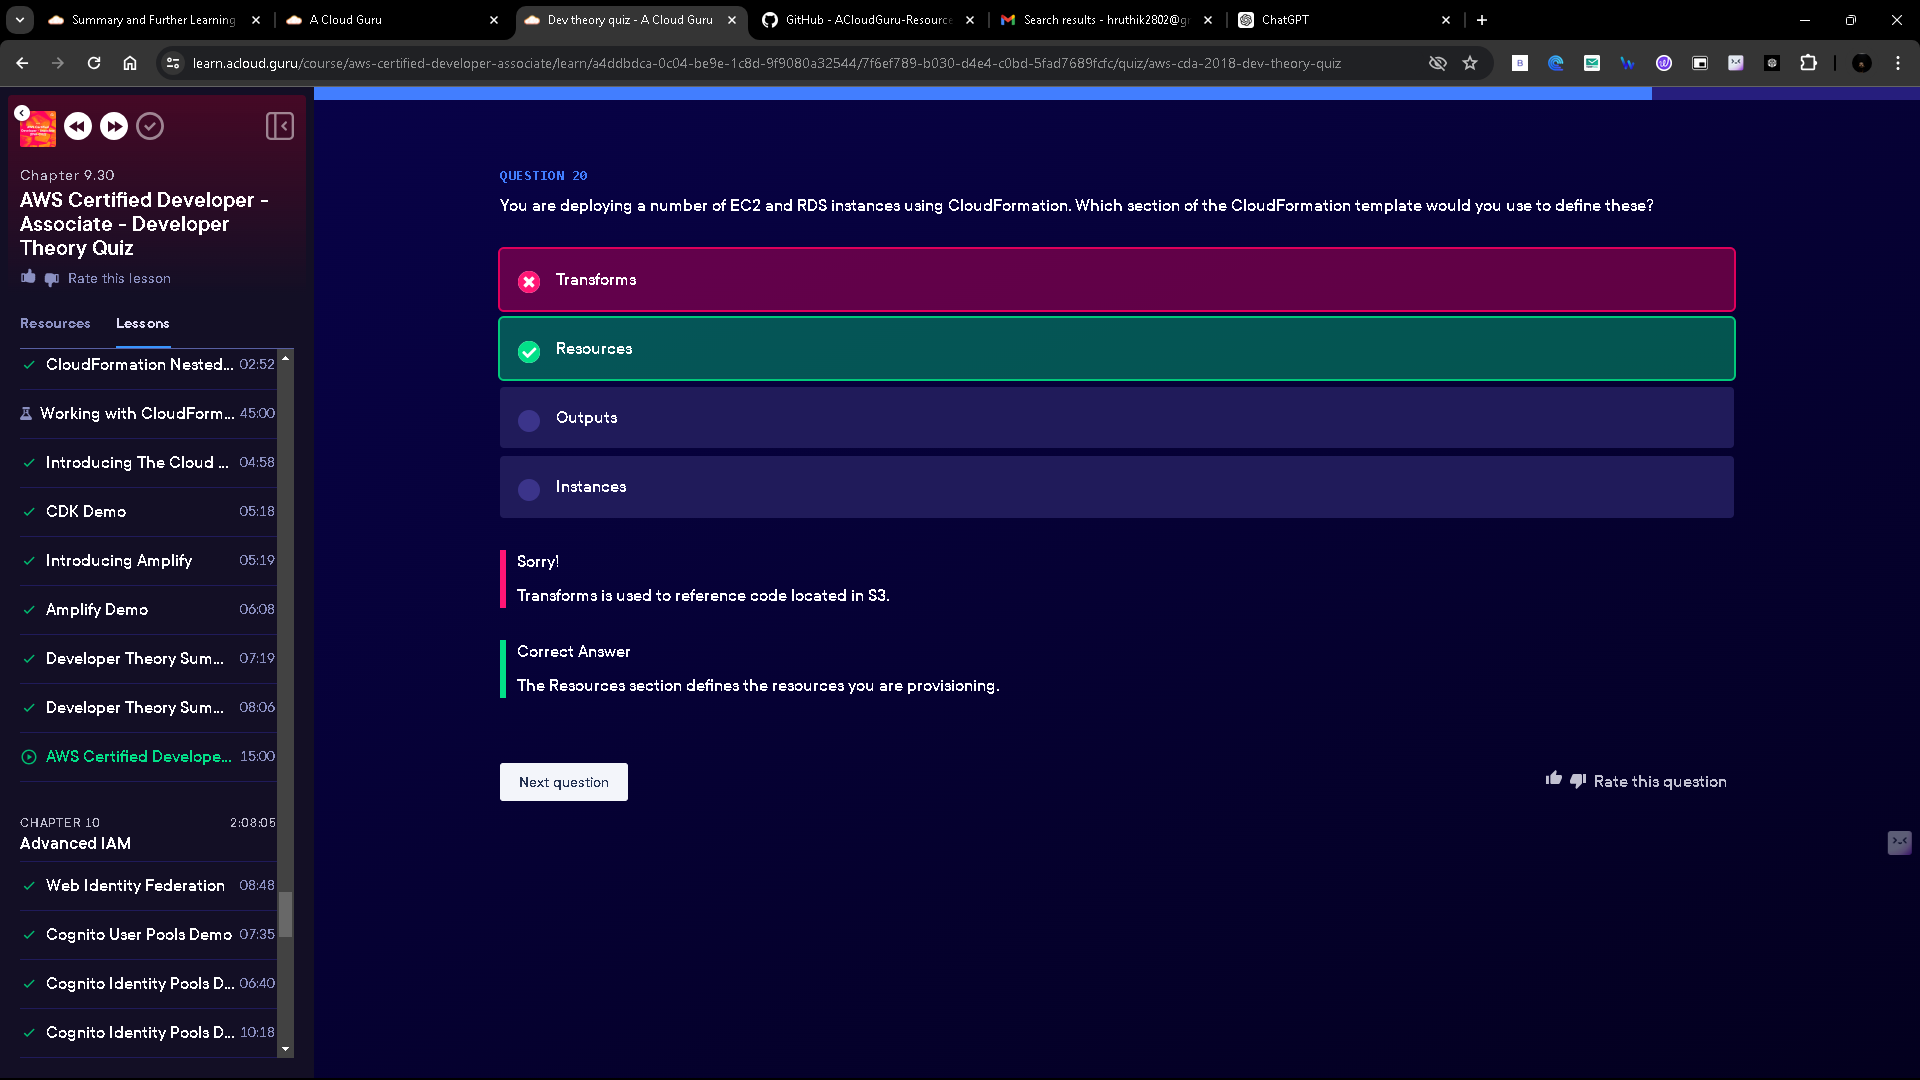 Summary and Further Learning
A Cloud Guru
Dev theory quiz - A Cloud Guru
GitHub - ACloudGuru-Resource
Search results - hruthik2802@gr
ChatGPT
learn.acloud.guru/course/aws-certified-developer-associate/learn/a4ddbdca-0c04-be9e-1c8d-9f9080a32544/7f6ef789-b030-d4e4-c0bd-5fad7689fcfc/quiz/aws-cda-2018-dev-theory-quiz
Chapter 9.30
AWS Certified Developer -
Associate - Developer
Theory Quiz
Rate this lesson
Resources
Lessons
CloudFormation Nested... 02:52
Working with CloudForm... 45:00
Introducing The Cloud ... 04:58
CDK Demo 05:18
Introducing Amplify 05:19
Amplify Demo 06:08
Developer Theory Sum... 07:19
Developer Theory Sum... 08:06
AWS Certified Develope... 15:00
CHAPTER 10 2:08:05
Advanced IAM
Web Identity Federation 08:48
Cognito User Pools Demo 07:35
Cognito Identity Pools D... 06:40
Cognito Identity Pools D... 10:18
QUESTION 20
You are deploying a number of EC2 and RDS instances using CloudFormation. Which section of the CloudFormation template would you use to define these?
Transforms
Resources
Outputs
Instances
Sorry!
Transforms is used to reference code located in S3.
Correct Answer
The Resources section defines the resources you are provisioning.
Next question
Rate this question